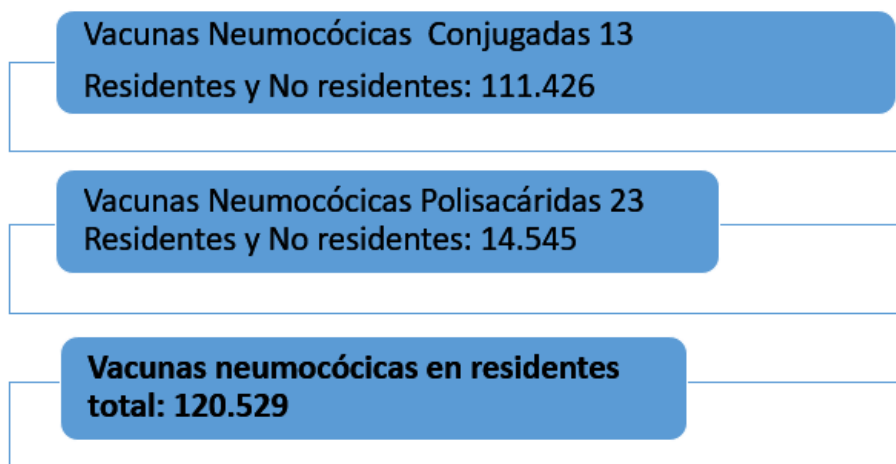 Vacunas Neumocócicas  Conjugadas 13
Residentes y No residentes: 111.426
Vacunas Neumocócicas Polisacáridas 23
Residentes y No residentes: 14.545
Vacunas neumocócicas en residentes
total: 120.529